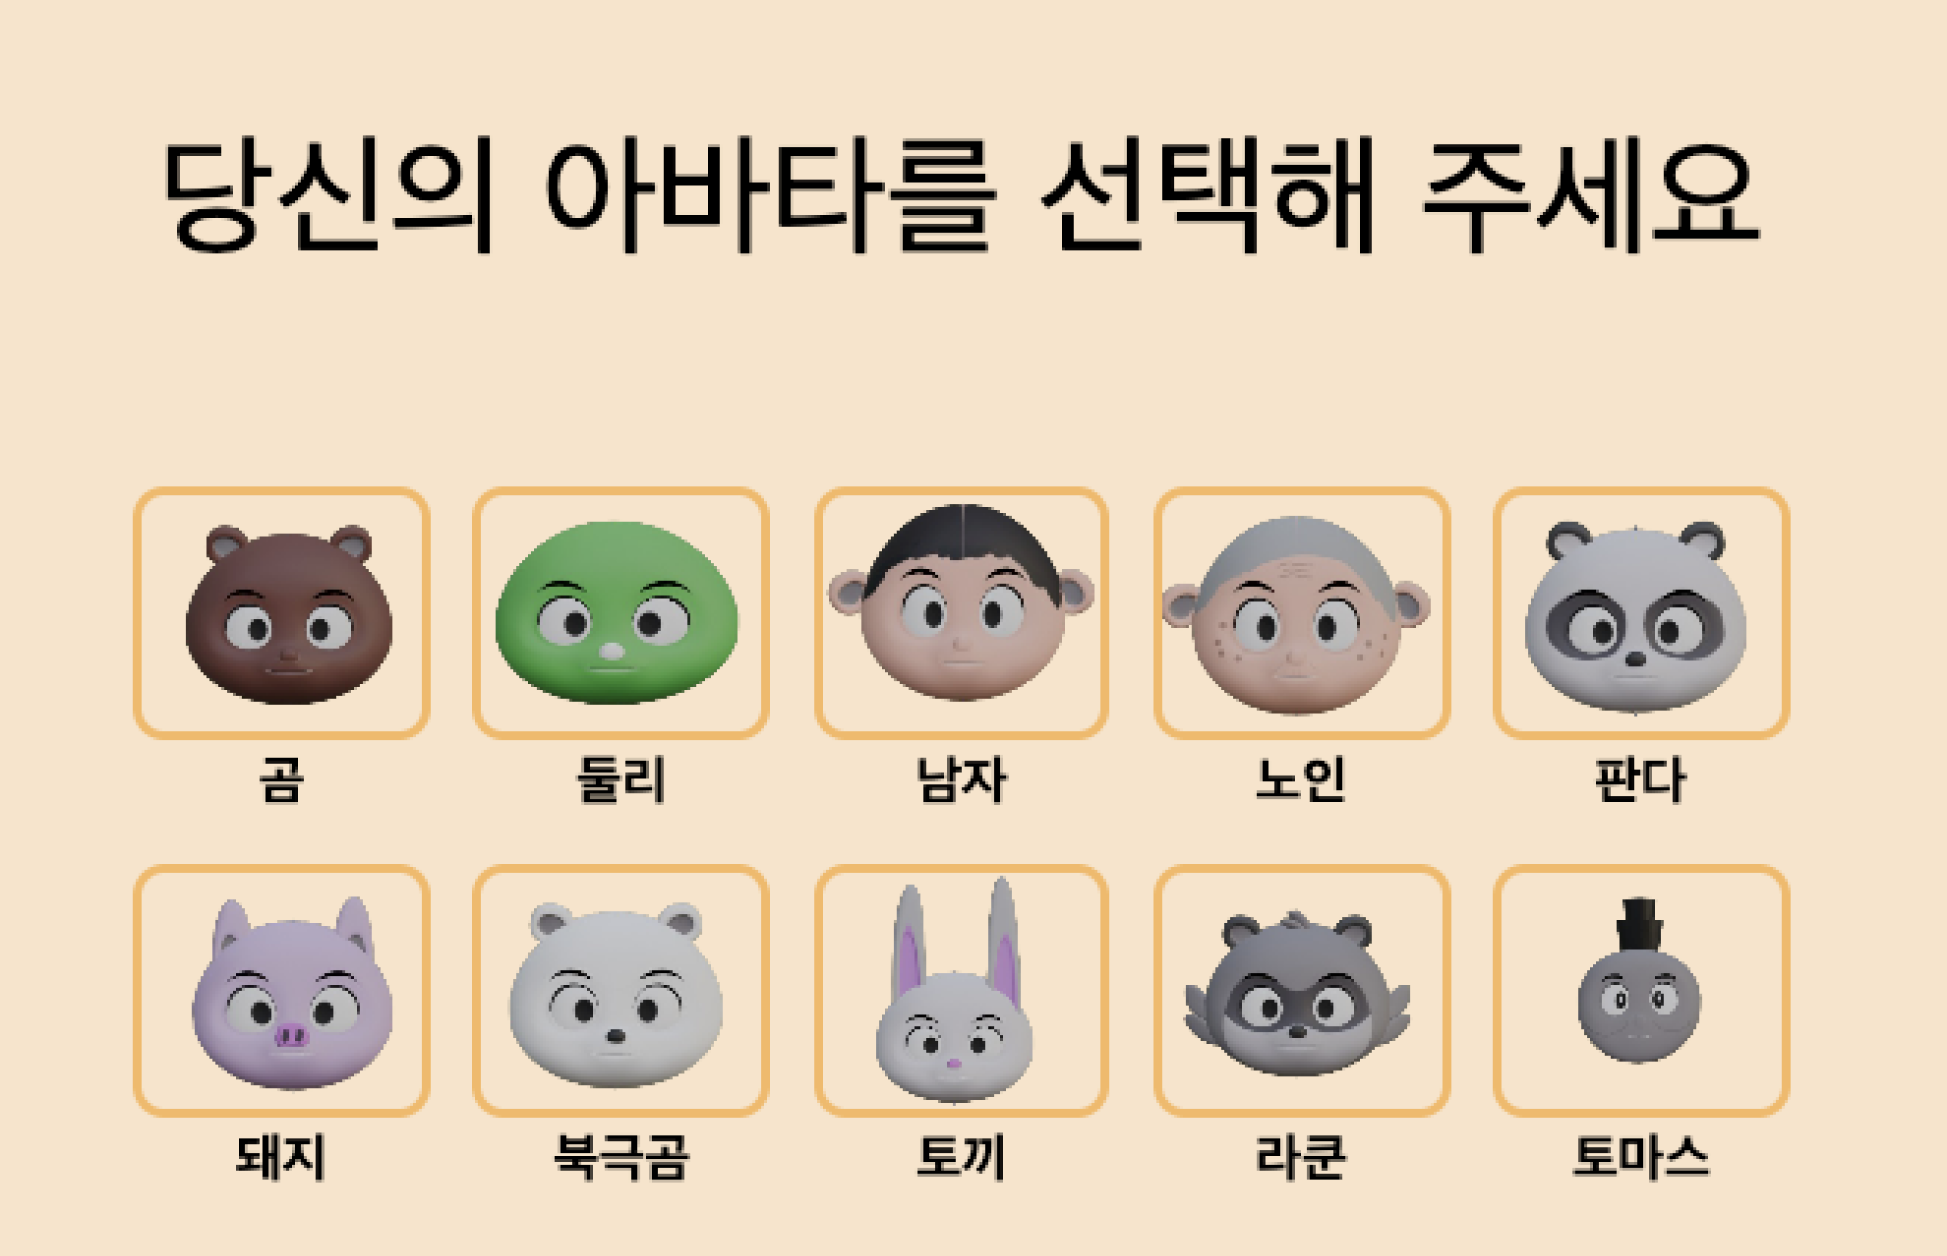 당신의 아바타를 선택해 주세요
곰 둘리 남자 노인 판다
돼지 북극곰 토끼 라쿤 토마스